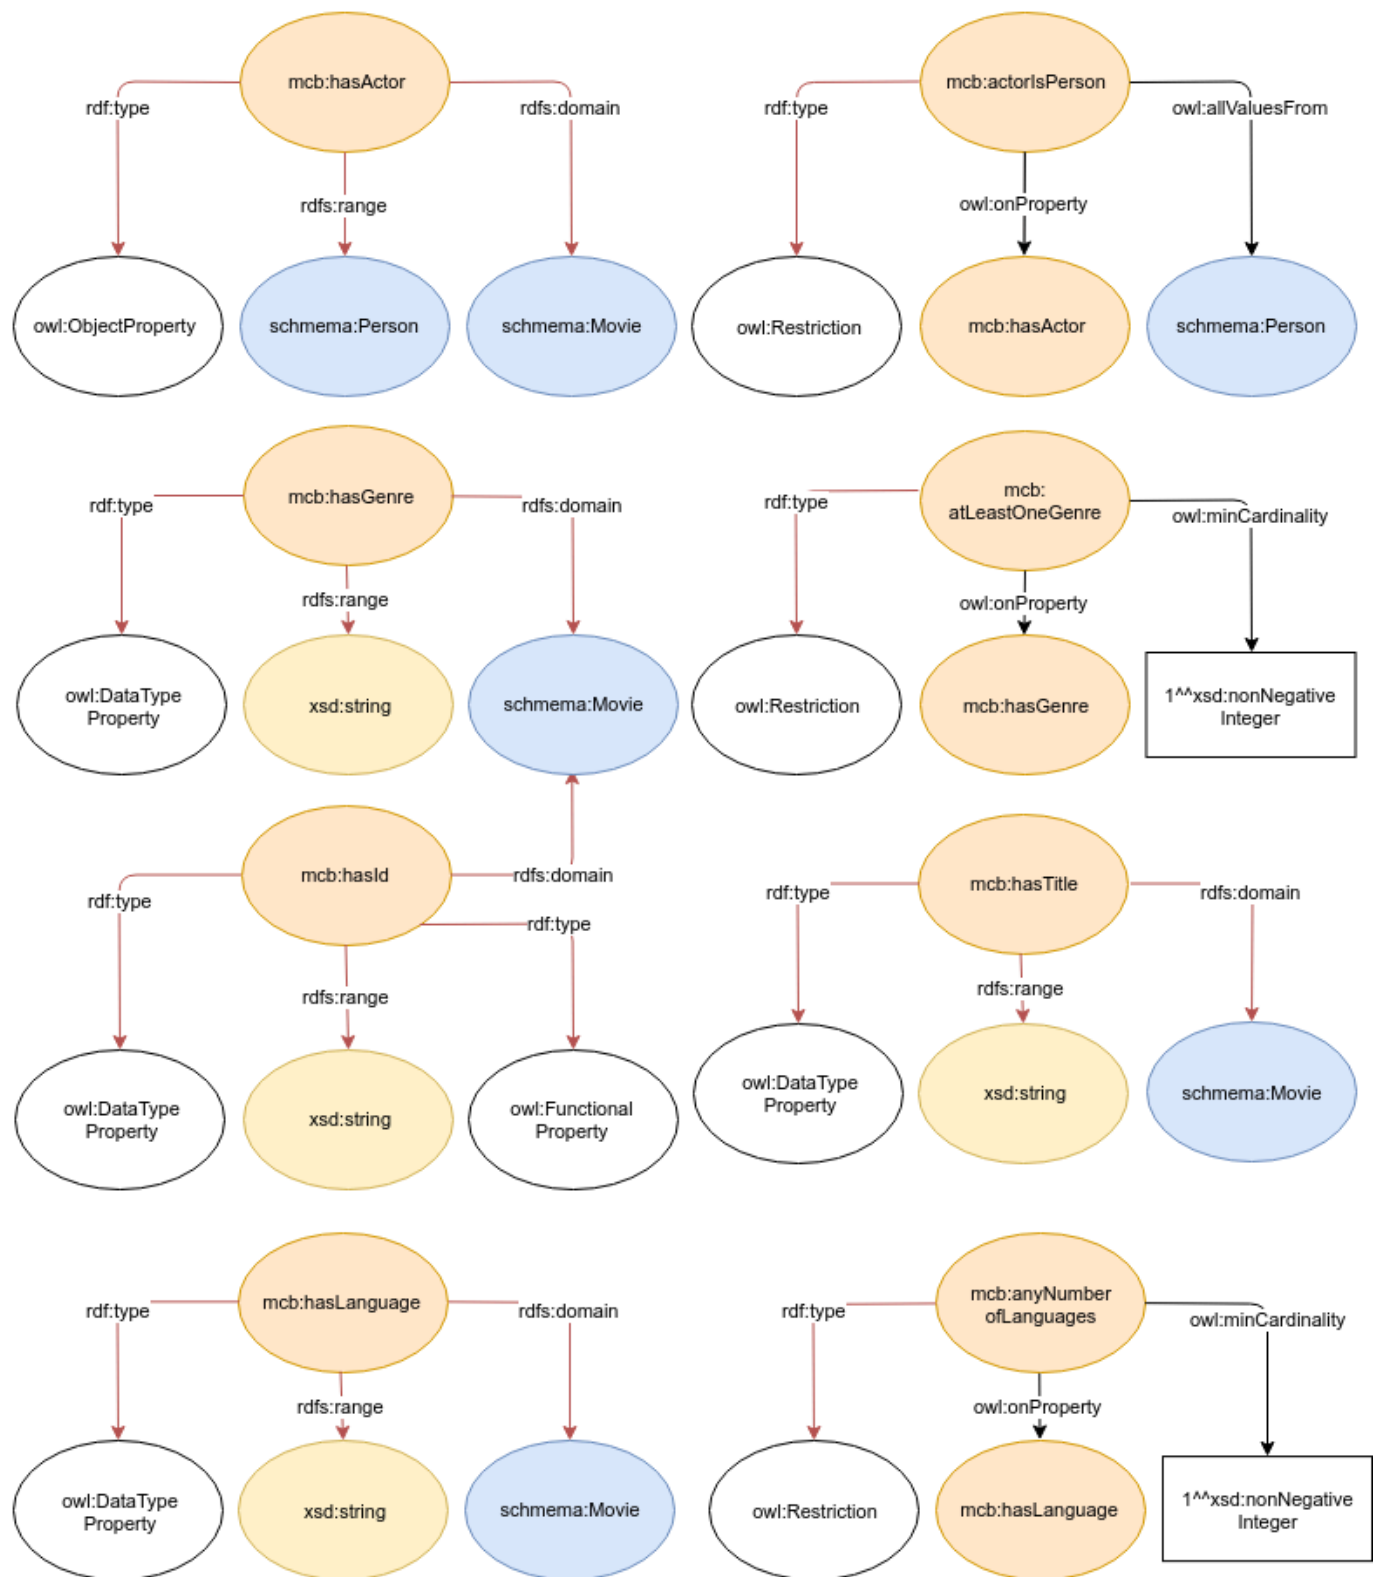 mcb:hasActor
rdf:type
rdfs:domain
rdfs:range
owl:ObjectProperty
schmema:Person
schmema:Movie
mcb:actorIsPerson
rdf:type
owl:allValuesFrom
owl:onProperty
owl:Restriction
mcb:hasActor
schmema:Person
mcb:hasGenre
rdf:type
rdfs:domain
rdfs:range
owl:DataType
Property
xsd:string
schmema:Movie
mcb:
atLeastOneGenre
rdf:type
owl:minCardinality
owl:onProperty
owl:Restriction
mcb:hasGenre
1^^xsd:nonNegative
Integer
mcb:hasId
rdf:type
rdfs:domain
rdf:type
rdfs:range
owl:DataType
Property
xsd:string
owl:Functional
Property
mcb:hasTitle
rdf:type
rdfs:domain
rdfs:range
owl:DataType
Property
xsd:string
schmema:Movie
mcb:hasLanguage
rdf:type
rdfs:domain
rdfs:range
owl:DataType
Property
xsd:string
schmema:Movie
mcb:anyNumber
ofLanguages
rdf:type
owl:minCardinality
owl:onProperty
owl:Restriction
mcb:hasLanguage
1^^xsd:nonNegative
Integer